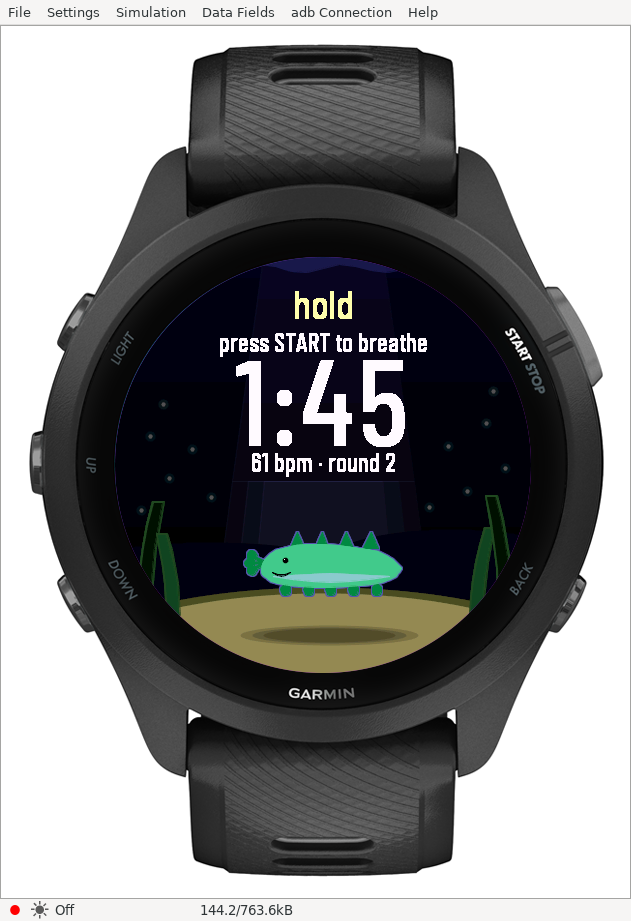 File Settings Simulation Data Fields adb Connection Help
hold
press START to breathe
1:45
61 bpm · round 2
LIGHT
START STOP
UP
DOWN
BACK
GARMIN
Off 144.2/763.6kB